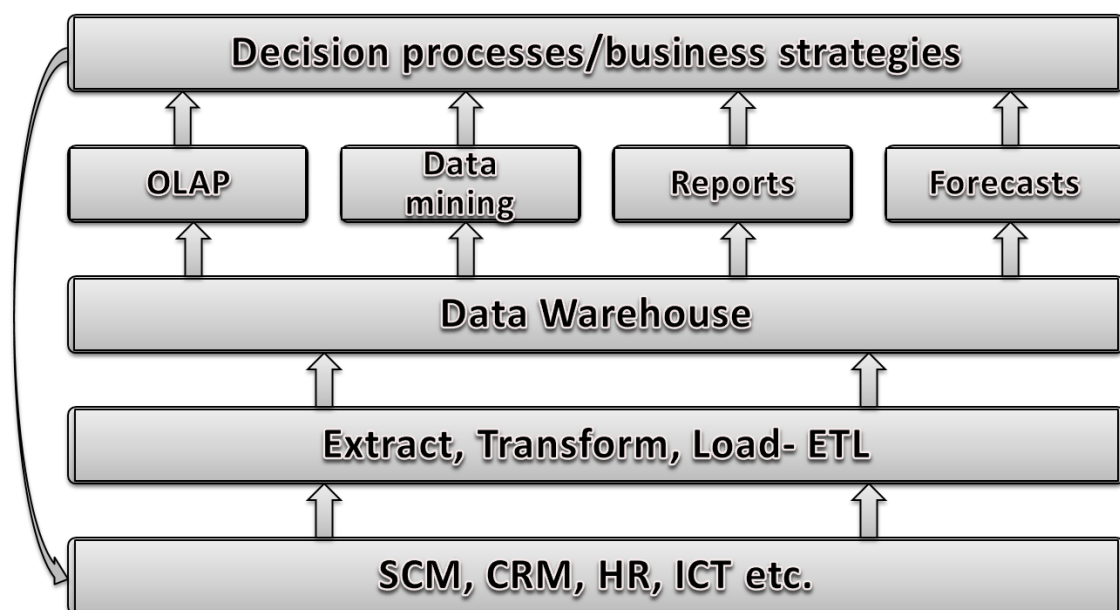 Decision processes/business strategies
OLAP
Data
mining
Reports
Forecasts
Data Warehouse
Extract, Transform, Load- ETL
SCM, CRM, HR, ICT etc.